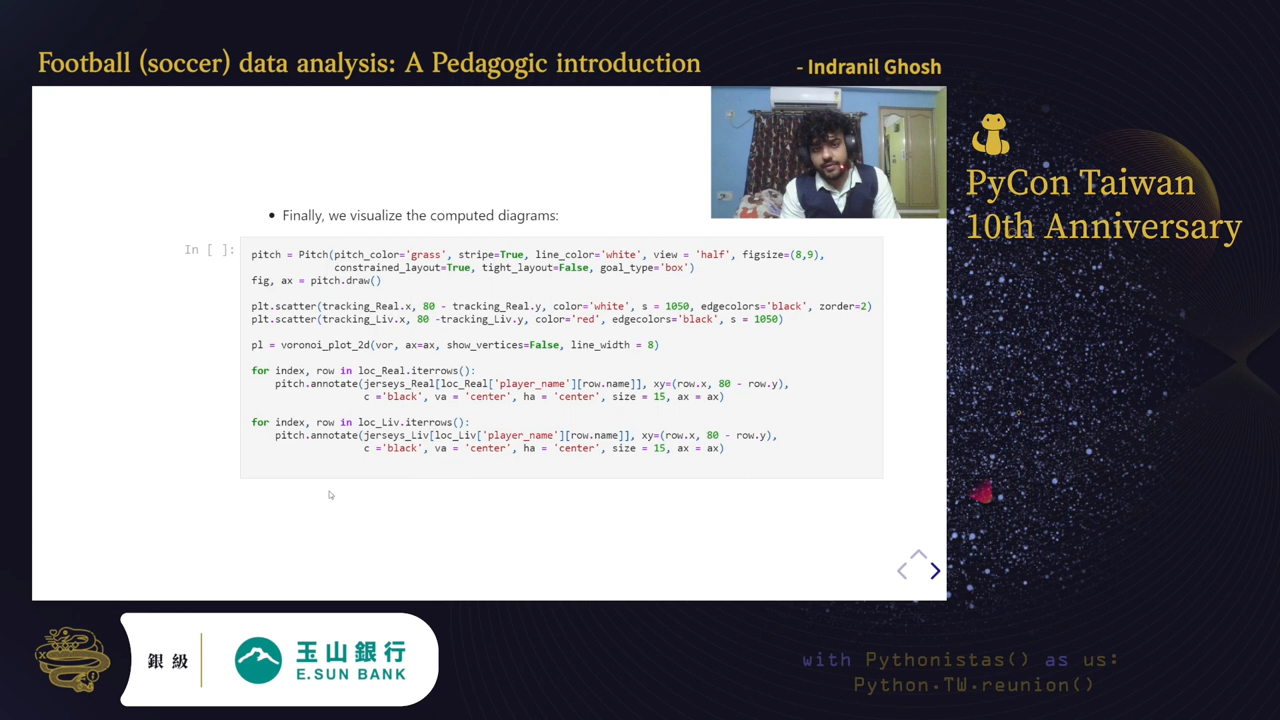 Football (soccer) data analysis: A Pedagogic introduction
- Indranil Ghosh
PyCon Taiwan
10th Anniversary
• Finally, we visualize the computed diagrams:
In [ ]:
pitch = Pitch(pitch_color='grass', stripe=True, line_color='white', view = 'half', figsize=(8,9),
constrained_layout=True, tight_layout=False, goal_type='box')
fig, ax = pitch.draw()
plt.scatter(tracking_Real.x, 80 - tracking_Real.y, color='white', s = 1050, edgecolors='black', zorder=2)
plt.scatter(tracking_Liv.x, 80 -tracking_Liv.y, color='red', edgecolors='black', s = 1050)
pl = voronoi_plot_2d(vor, ax=ax, show_vertices=False, line_width = 8)
for index, row in loc_Real.iterrows():
pitch.annotate(jerseys_Real[loc_Real['player_name'][row.name]], xy=(row.x, 80 - row.y),
c ='black', va = 'center', ha = 'center', size = 15, ax = ax)
for index, row in loc_Liv.iterrows():
pitch.annotate(jerseys_Liv[loc_Liv['player_name'][row.name]], xy=(row.x, 80 - row.y),
c ='black', va = 'center', ha = 'center', size = 15, ax = ax)
銀級
玉山銀行
E.SUN BANK
with Pythonistas() as us:
Python.TW.reunion()